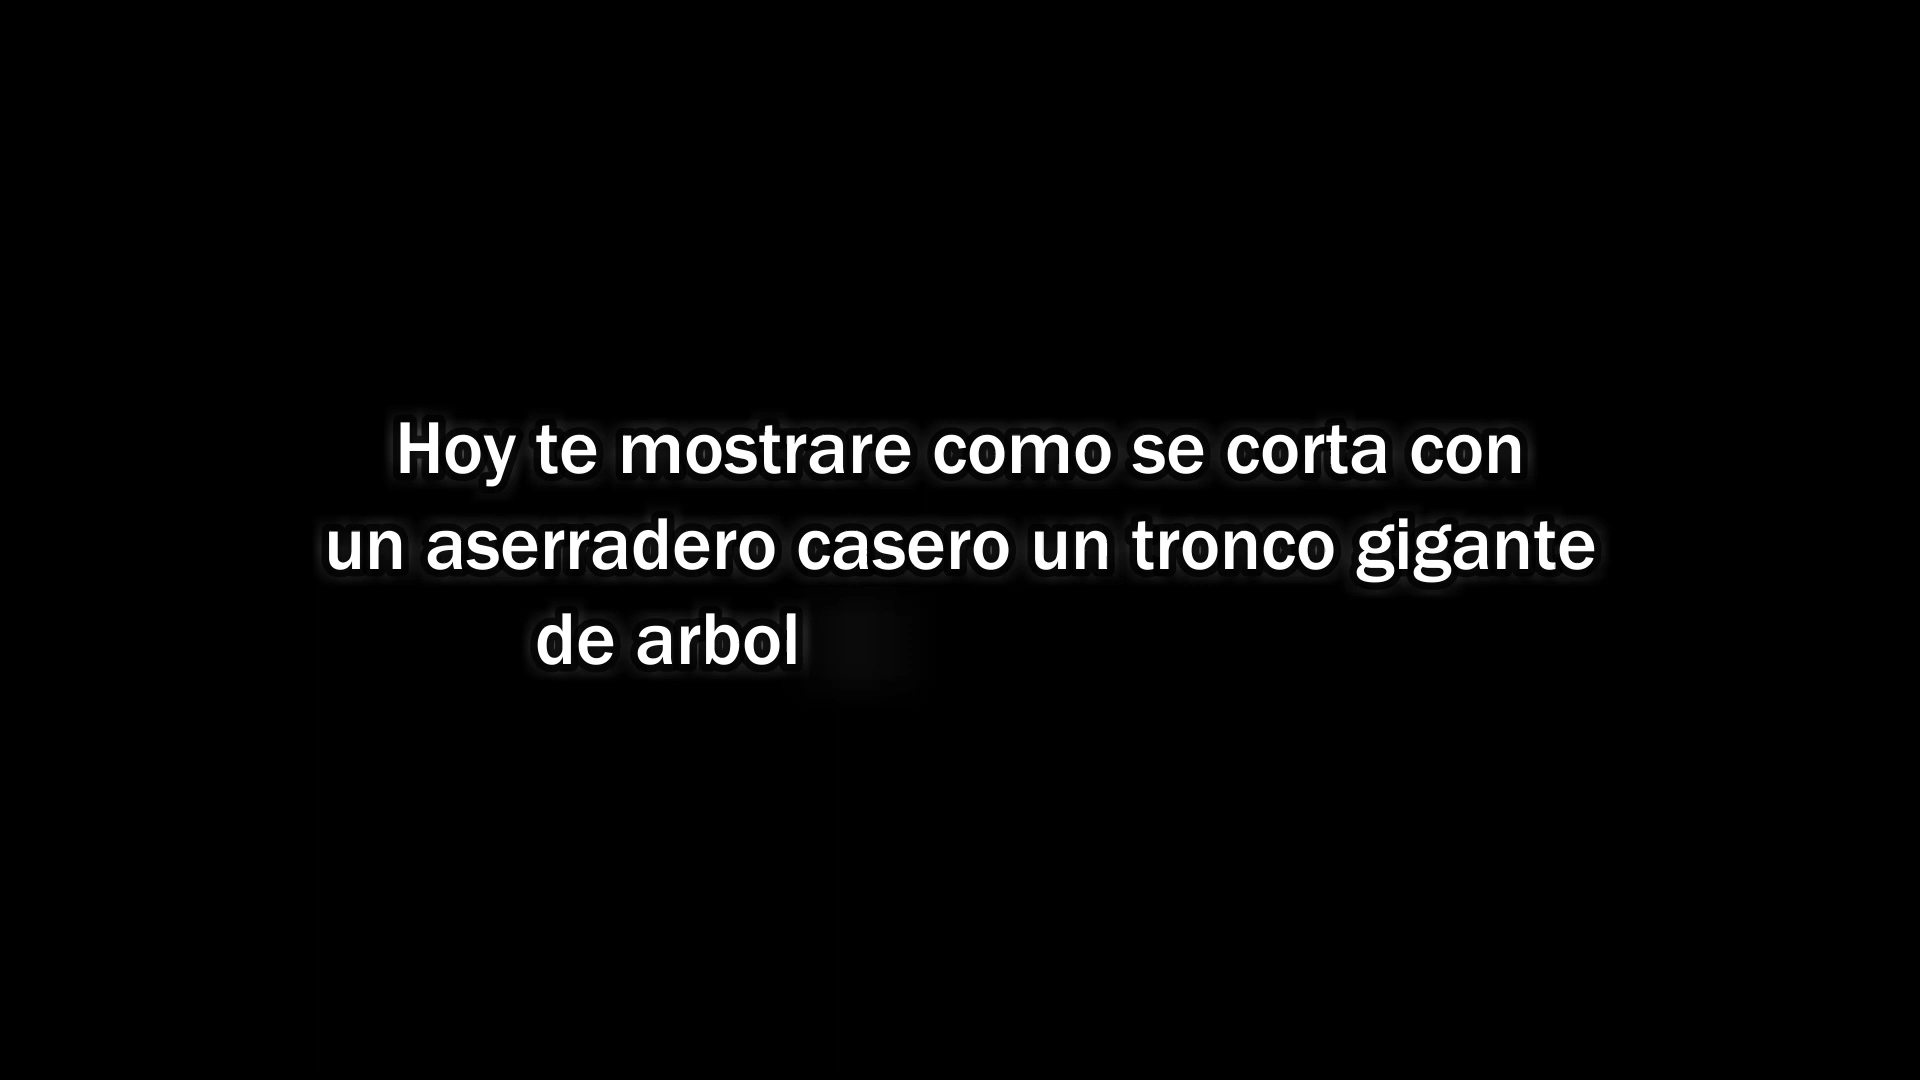 Hoy te mostrare como se corta con
un aserradero casero un tronco gigante
de arbol